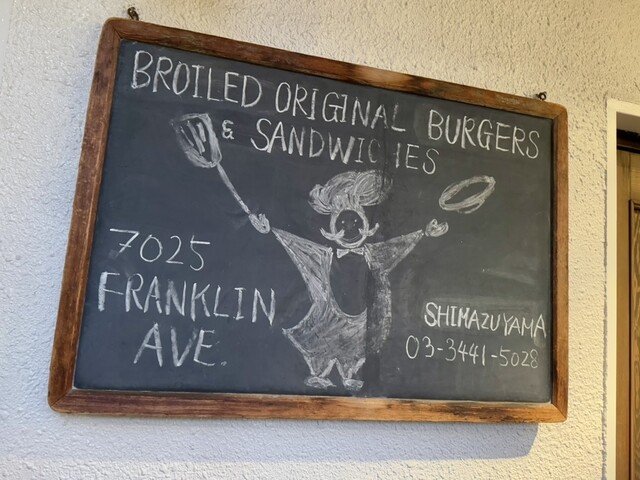 BROILED ORIGINAL BURGERS
& SANDWICHES
7025
FRANKLIN
AVE.
SHIMAZUYAMA
03-3441-5028